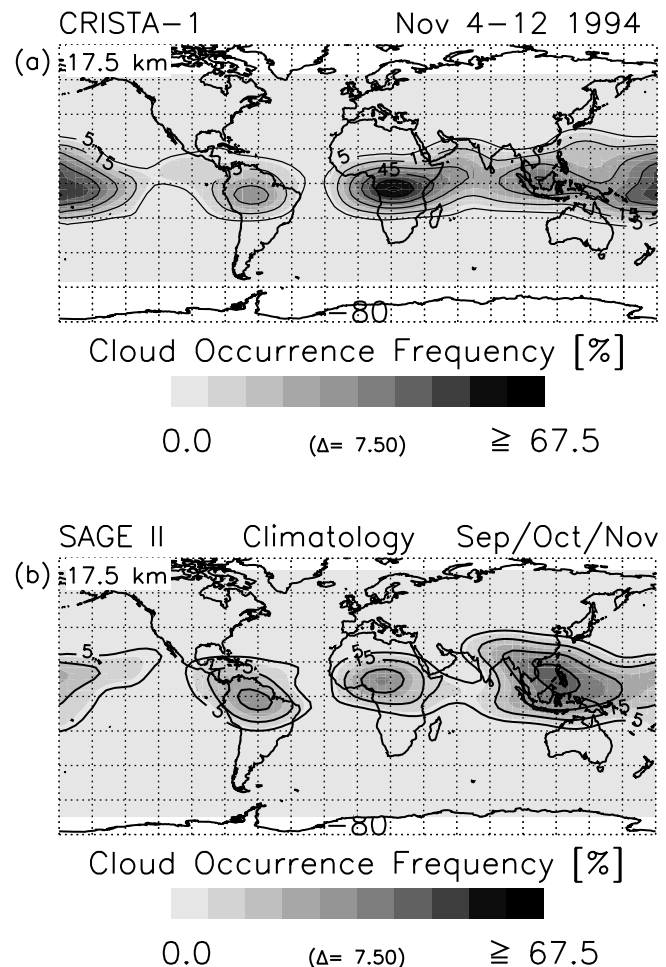 CRISTA-1 Nov 4-12 1994
(a) 17.5 km
5
15
5
5
45
15
15
5
-80
Cloud Occurrence Frequency [%]
0.0 (Δ= 7.50) ≧ 67.5
SAGE II Climatology Sep/Oct/Nov
(b) 17.5 km
5
15
5
5
15
15
5
-80
Cloud Occurrence Frequency [%]
0.0 (Δ= 7.50) ≧ 67.5